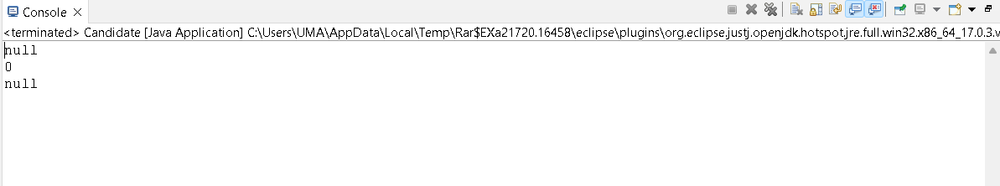 Console
<terminated> Candidate [Java Application] C:\Users\UMA\AppData\Local\Temp\Rar$EXa21720.16458\eclipse\plugins\org.eclipse.justj.openjdk.hotspot.jre.full.win32.x86_64_17.0.3.v
null
0
null